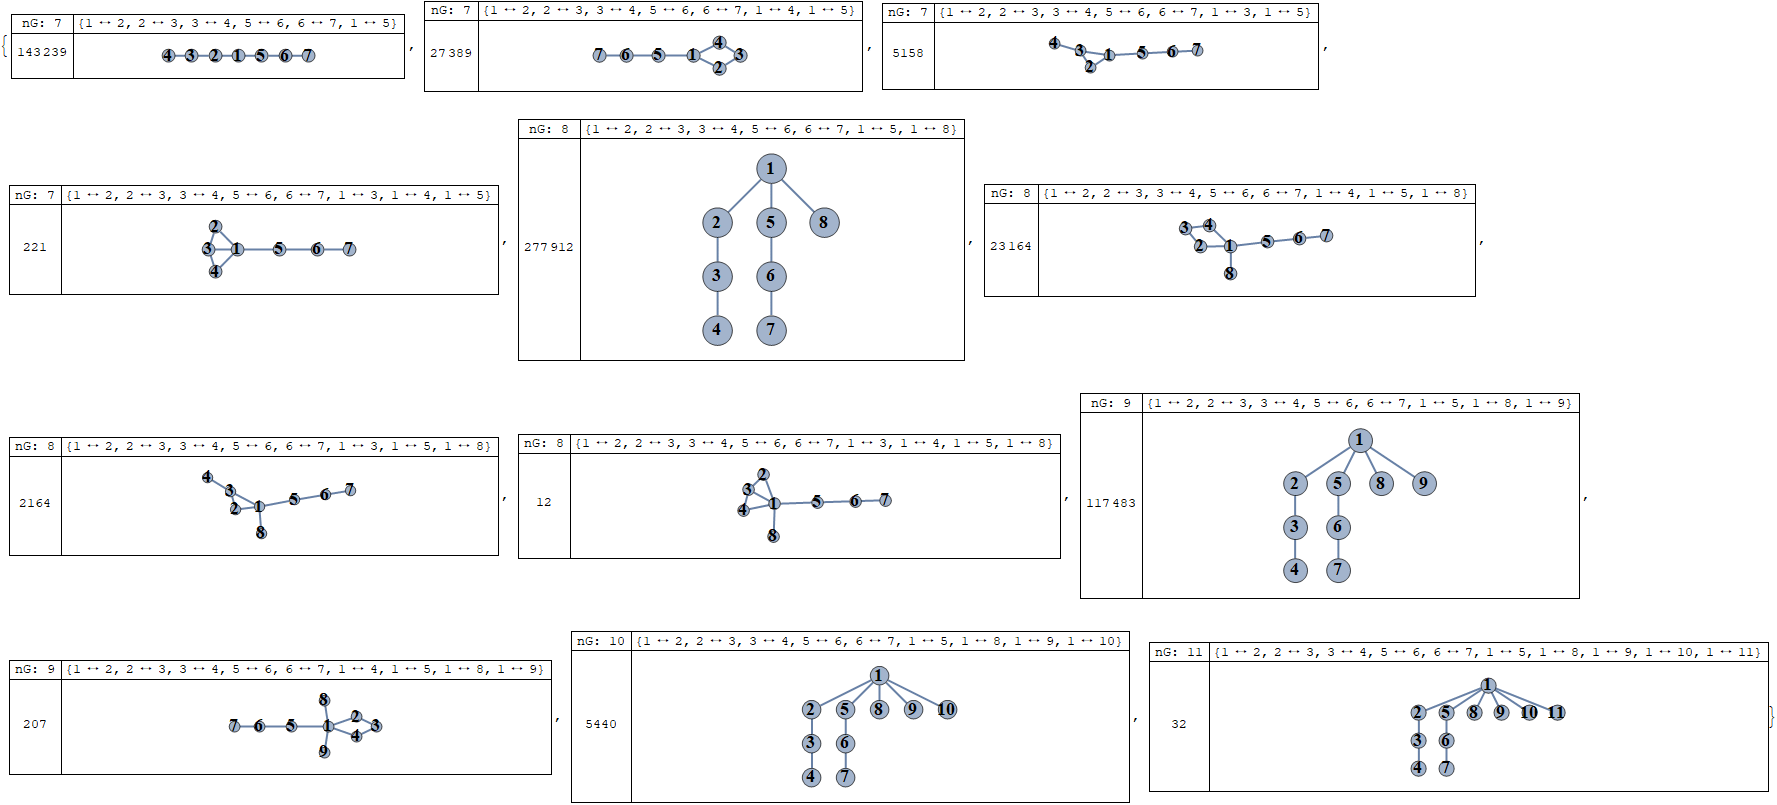 {
nG: 7 {1 ↔ 2, 2 ↔ 3, 3 ↔ 4, 5 ↔ 6, 6 ↔ 7, 1 ↔ 5}
143 239
4 3 2 1 5 6 7
,
nG: 7 {1 ↔ 2, 2 ↔ 3, 3 ↔ 4, 5 ↔ 6, 6 ↔ 7, 1 ↔ 4, 1 ↔ 5}
27 389
4
7 6 5 1 3
2
,
nG: 7 {1 ↔ 2, 2 ↔ 3, 3 ↔ 4, 5 ↔ 6, 6 ↔ 7, 1 ↔ 3, 1 ↔ 5}
5158
4 3 1 5 6 7
2
,
nG: 7 {1 ↔ 2, 2 ↔ 3, 3 ↔ 4, 5 ↔ 6, 6 ↔ 7, 1 ↔ 3, 1 ↔ 4, 1 ↔ 5}
221
2
3 1 5 6 7
4
,
nG: 8 {1 ↔ 2, 2 ↔ 3, 3 ↔ 4, 5 ↔ 6, 6 ↔ 7, 1 ↔ 5, 1 ↔ 8}
277 912
1
2 5 8
3 6
4 7
,
nG: 8 {1 ↔ 2, 2 ↔ 3, 3 ↔ 4, 5 ↔ 6, 6 ↔ 7, 1 ↔ 4, 1 ↔ 5, 1 ↔ 8}
23 164
3 4
2 1 5 6 7
8
,
nG: 8 {1 ↔ 2, 2 ↔ 3, 3 ↔ 4, 5 ↔ 6, 6 ↔ 7, 1 ↔ 3, 1 ↔ 5, 1 ↔ 8}
2164
4
3 5 6 7
2 1
8
,
nG: 8 {1 ↔ 2, 2 ↔ 3, 3 ↔ 4, 5 ↔ 6, 6 ↔ 7, 1 ↔ 3, 1 ↔ 4, 1 ↔ 5, 1 ↔ 8}
12
2
3
4 1 5 6 7
8
,
nG: 9 {1 ↔ 2, 2 ↔ 3, 3 ↔ 4, 5 ↔ 6, 6 ↔ 7, 1 ↔ 5, 1 ↔ 8, 1 ↔ 9}
117 483
1
2 5 8 9
3 6
4 7
,
nG: 9 {1 ↔ 2, 2 ↔ 3, 3 ↔ 4, 5 ↔ 6, 6 ↔ 7, 1 ↔ 4, 1 ↔ 5, 1 ↔ 8, 1 ↔ 9}
207
8
2
7 6 5 1 3
4
9
,
nG: 10 {1 ↔ 2, 2 ↔ 3, 3 ↔ 4, 5 ↔ 6, 6 ↔ 7, 1 ↔ 5, 1 ↔ 8, 1 ↔ 9, 1 ↔ 10}
5440
1
2 5 8 9 10
3 6
4 7
,
nG: 11 {1 ↔ 2, 2 ↔ 3, 3 ↔ 4, 5 ↔ 6, 6 ↔ 7, 1 ↔ 5, 1 ↔ 8, 1 ↔ 9, 1 ↔ 10, 1 ↔ 11}
32
1
2 5 8 9 10 11
3 6
4 7
}